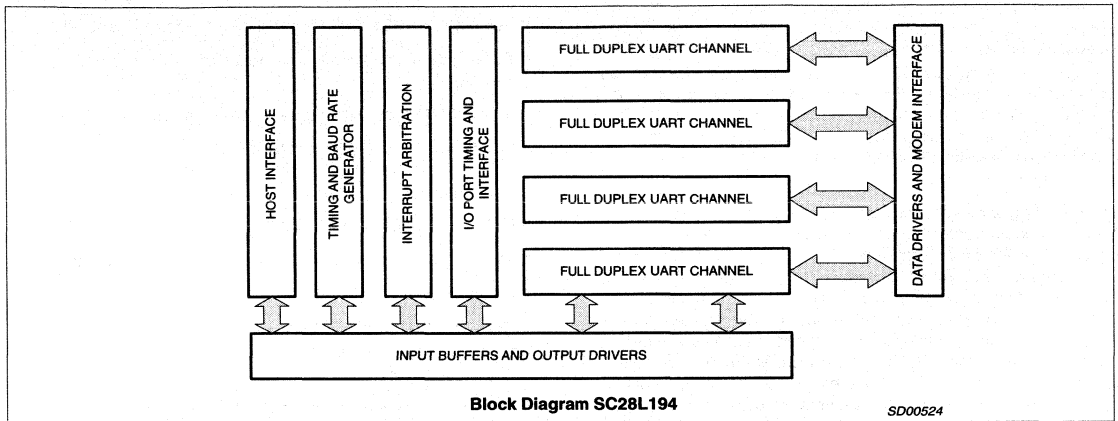 HOST INTERFACE
TIMING AND BAUD RATE
GENERATOR
INTERRUPT ARBITRATION
I/O PORT TIMING AND
INTERFACE
FULL DUPLEX UART CHANNEL
FULL DUPLEX UART CHANNEL
FULL DUPLEX UART CHANNEL
FULL DUPLEX UART CHANNEL
DATA DRIVERS AND MODEM INTERFACE
INPUT BUFFERS AND OUTPUT DRIVERS
Block Diagram SC28L194
SD00524